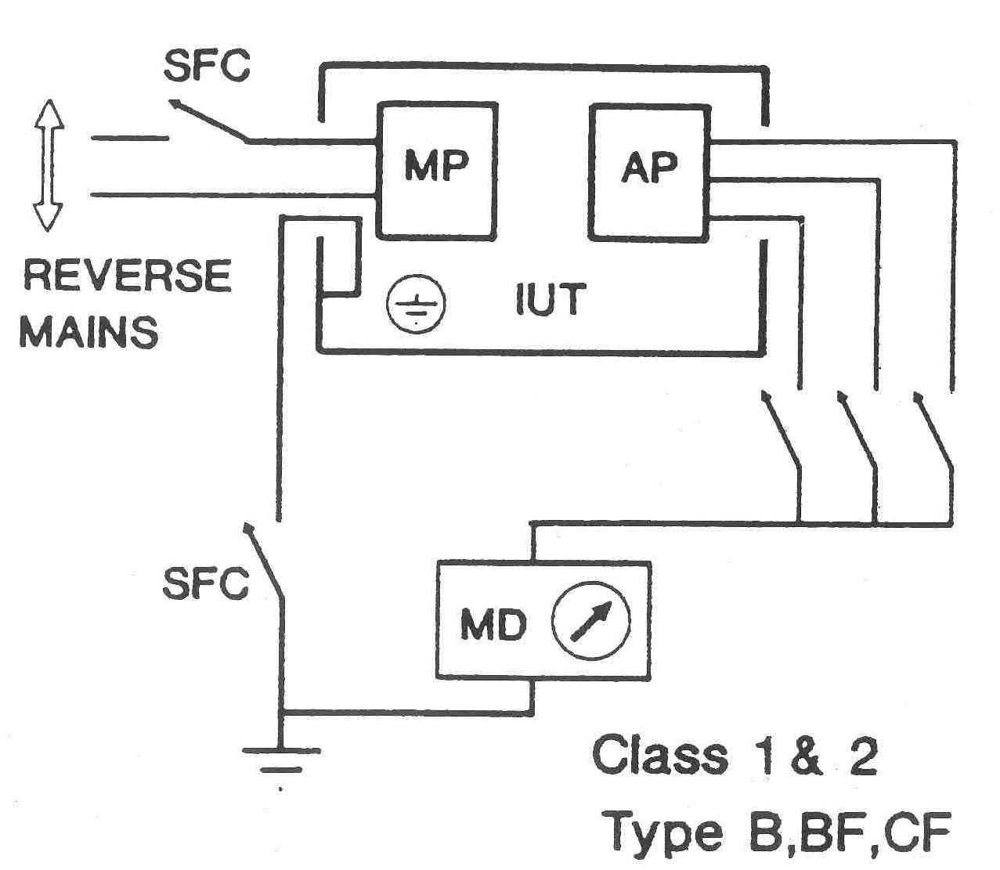 SFC
MP
AP
REVERSE
MAINS
IUT
SFC
MD
Class 1 & 2
Type B,BF,CF